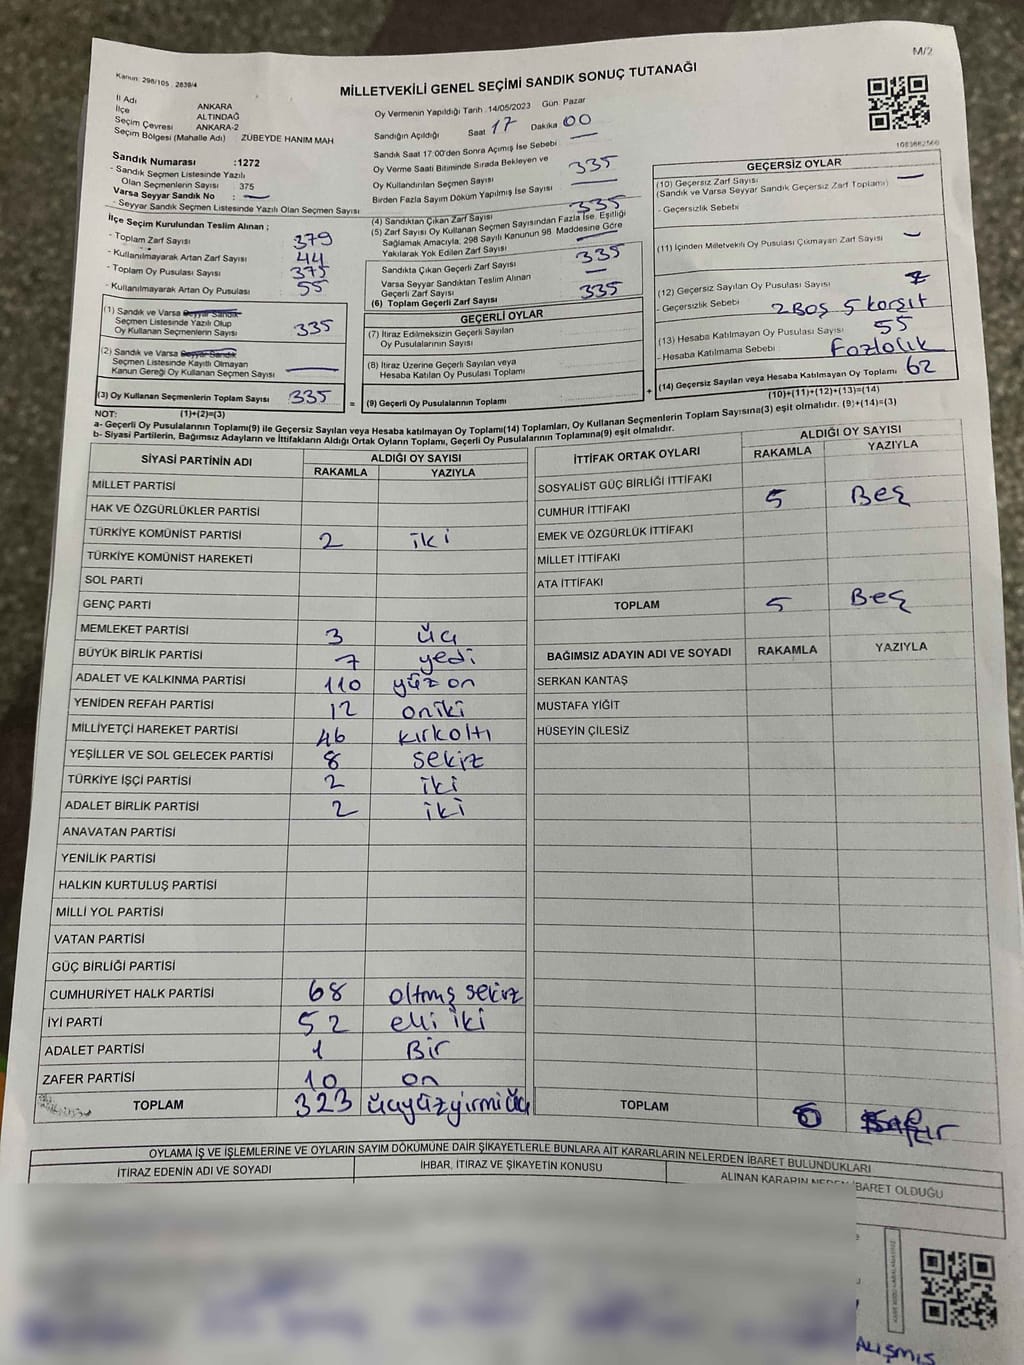 M/2
Kanun: 298/105 2839/4
MİLLETVEKİLİ GENEL SEÇİMİ SANDIK SONUÇ TUTANAĞI
İl Adı ANKARA
İlçe ALTINDAĞ
Seçim Çevresi ANKARA-2
Seçim Bölgesi (Mahalle Adı) ZÜBEYDE HANIM MAH
Sandık Numarası :1272
- Sandık Seçmen Listesinde Yazılı
Olan Seçmenlerin Sayısı 375
Varsa Seyyar Sandık No : —
- Seyyar Sandık Seçmen Listesinde Yazılı Olan Seçmen Sayısı
İlçe Seçim Kurulundan Teslim Alınan ;
- Toplam Zarf Sayısı 379
- Kullanılmayarak Artan Zarf Sayısı 44
- Toplam Oy Pusulası Sayısı 375
- Kullanılmayarak Artan Oy Pusulası 55
(1) Sandık ve Varsa Seyyar Sandık
Seçmen Listesinde Yazılı Olup
Oy Kullanan Seçmenlerin Sayısı 335
(2) Sandık ve Varsa Seyyar Sandık
Seçmen Listesinde Kayıtlı Olmayan
Kanun Gereği Oy Kullanan Seçmen Sayısı —
(3) Oy Kullanan Seçmenlerin Toplam Sayısı 335
Oy Vermenin Yapıldığı Tarih : 14/05/2023 Gün: Pazar
Sandığın Açıldığı Saat 17 Dakika 00
Sandık Saat 17:00'den Sonra Açımış İse Sebebi : —
Oy Verme Saati Bitiminde Sırada Bekleyen ve
Oy Kullandırılan Seçmen Sayısı 335
Birden Fazla Sayım Döküm Yapılmış İse Sayısı —
(4) Sandıktan Çıkan Zarf Sayısı 335
(5) Zarf Sayısı Oy Kullanan Seçmen Sayısından Fazla İse, Eşitliği
Sağlamak Amacıyla, 298 Sayılı Kanunun 98. Maddesine Göre
Yakılarak Yok Edilen Zarf Sayısı —
Sandıkta Çıkan Geçerli Zarf Sayısı 335
Varsa Seyyar Sandıktan Teslim Alınan
Geçerli Zarf Sayısı —
(6) Toplam Geçerli Zarf Sayısı 335
GEÇERLİ OYLAR
(7) İtiraz Edilmeksizin Geçerli Sayılan
Oy Pusulalarının Sayısı
(8) İtiraz Üzerine Geçerli Sayılan veya
Hesaba Katılan Oy Pusulası Toplamı
= (9) Geçerli Oy Pusulalarının Toplamı +
1083682560
GEÇERSİZ OYLAR
(10) Geçersiz Zarf Sayısı —
(Sandık ve Varsa Seyyar Sandık Geçersiz Zarf Toplamı)
- Geçersizlik Sebebi
(11) İçinden Milletvekili Oy Pusulası Çıkmayan Zarf Sayısı —
(12) Geçersiz Sayılan Oy Pusulası Sayısı 7
- Geçersizlik Sebebi 2 Boş 5 karışıt
(13) Hesaba Katılmayan Oy Pusulası Sayısı 55
- Hesaba Katılmama Sebebi : Fazlalık
(14) Geçersiz Sayılan veya Hesaba Katılmayan Oy Toplamı 62
(10)+(11)+(12)+(13)=(14)
NOT: (1)+(2)=(3)
a- Geçerli Oy Pusulalarının Toplamı(9) ile Geçersiz Sayılan veya Hesaba katılmayan Oy Toplamı(14) Toplamları, Oy Kullanan Seçmenlerin Toplam Sayısına(3) eşit olmalıdır. (9)+(14)=(3)
b- Siyasi Partilerin, Bağımsız Adayların ve İttifakların Aldığı Ortak Oyların Toplamı, Geçerli Oy Pusulalarının Toplamına(9) eşit olmalıdır.
SİYASİ PARTİNİN ADI ALDIĞI OY SAYISI
RAKAMLA YAZIYLA
MİLLET PARTİSİ
HAK VE ÖZGÜRLÜKLER PARTİSİ
TÜRKİYE KOMÜNİST PARTİSİ 2 iki
TÜRKİYE KOMÜNİST HAREKETİ
SOL PARTİ
GENÇ PARTİ
MEMLEKET PARTİSİ 3 üç
BÜYÜK BİRLİK PARTİSİ 7 yedi
ADALET VE KALKINMA PARTİSİ 110 yüz on
YENİDEN REFAH PARTİSİ 12 oniki
MİLLİYETÇİ HAREKET PARTİSİ 46 kırkaltı
YEŞİLLER VE SOL GELECEK PARTİSİ 8 sekiz
TÜRKİYE İŞÇİ PARTİSİ 2 iki
ADALET BİRLİK PARTİSİ 2 iki
ANAVATAN PARTİSİ
YENİLİK PARTİSİ
HALKIN KURTULUŞ PARTİSİ
MİLLİ YOL PARTİSİ
VATAN PARTİSİ
GÜÇ BİRLİĞİ PARTİSİ
CUMHURİYET HALK PARTİSİ 68 altmış sekiz
İYİ PARTİ 52 elli iki
ADALET PARTİSİ 1 Bir
ZAFER PARTİSİ 10 on
TOPLAM 323 üçyüzyirmiüç
İTTİFAK ORTAK OYLARI ALDIĞI OY SAYISI
RAKAMLA YAZIYLA
SOSYALİST GÜÇ BİRLİĞİ İTTİFAKI
CUMHUR İTTİFAKI 5 Beş
EMEK VE ÖZGÜRLÜK İTTİFAKI
MİLLET İTTİFAKI
ATA İTTİFAKI
TOPLAM 5 Beş
BAĞIMSIZ ADAYIN ADI VE SOYADI RAKAMLA YAZIYLA
SERKAN KANTAŞ
MUSTAFA YİĞİT
HÜSEYİN ÇİLESİZ
TOPLAM
OYLAMA İŞ VE İŞLEMLERİNE VE OYLARIN SAYIM DÖKÜMÜNE DAİR ŞİKAYETLERLE BUNLARA AİT KARARLARIN NELERDEN İBARET BULUNDUKLARI
İTİRAZ EDENİN ADI VE SOYADI İHBAR, İTİRAZ VE ŞİKAYETİN KONUSU ALINAN KARARIN NEDEN İBARET OLDUĞU
ALIŞMIŞ